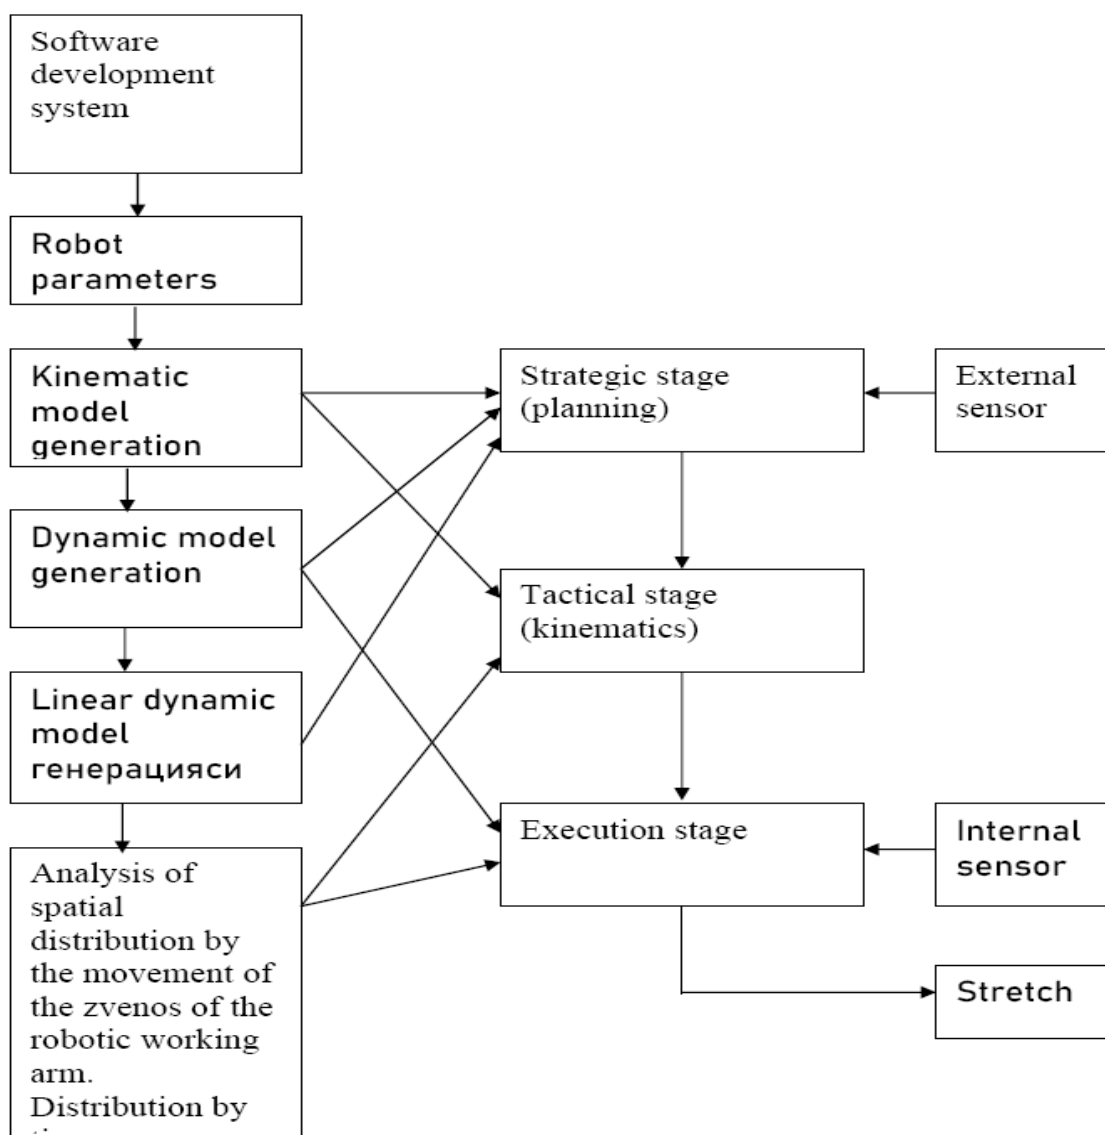 Software
development
system
Robot
parameters
Kinematic
model
generation
Strategic stage
(planning)
External
sensor
Dynamic model
generation
Tactical stage
(kinematics)
Linear dynamic
model
генерацияси
Execution stage
Internal
sensor
Analysis of
spatial
distribution by
the movement of
the zvenos of the
robotic working
arm.
Distribution by
Stretch